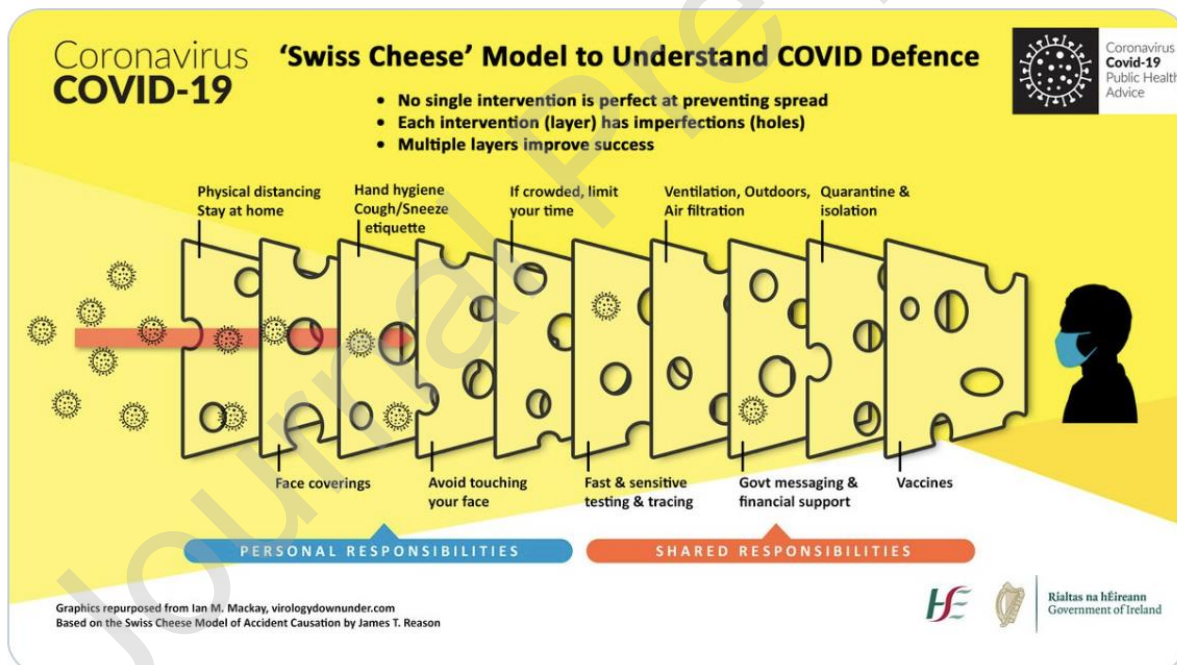 Coronavirus
COVID-19
'Swiss Cheese' Model to Understand COVID Defence
Coronavirus
Covid-19
Public Health
Advice
• No single intervention is perfect at preventing spread
• Each intervention (layer) has imperfections (holes)
• Multiple layers improve success
Physical distancing
Stay at home
Hand hygiene
Cough/Sneeze
etiquette
If crowded, limit
your time
Ventilation, Outdoors,
Air filtration
Quarantine &
isolation
Face coverings
Avoid touching
your face
Fast & sensitive
testing & tracing
Govt messaging &
financial support
Vaccines
PERSONAL RESPONSIBILITIES
SHARED RESPONSIBILITIES
Graphics repurposed from Ian M. Mackay, virologydownunder.com
Based on the Swiss Cheese Model of Accident Causation by James T. Reason
HE
Rialtas na hÉireann
Government of Ireland
Journal Pre